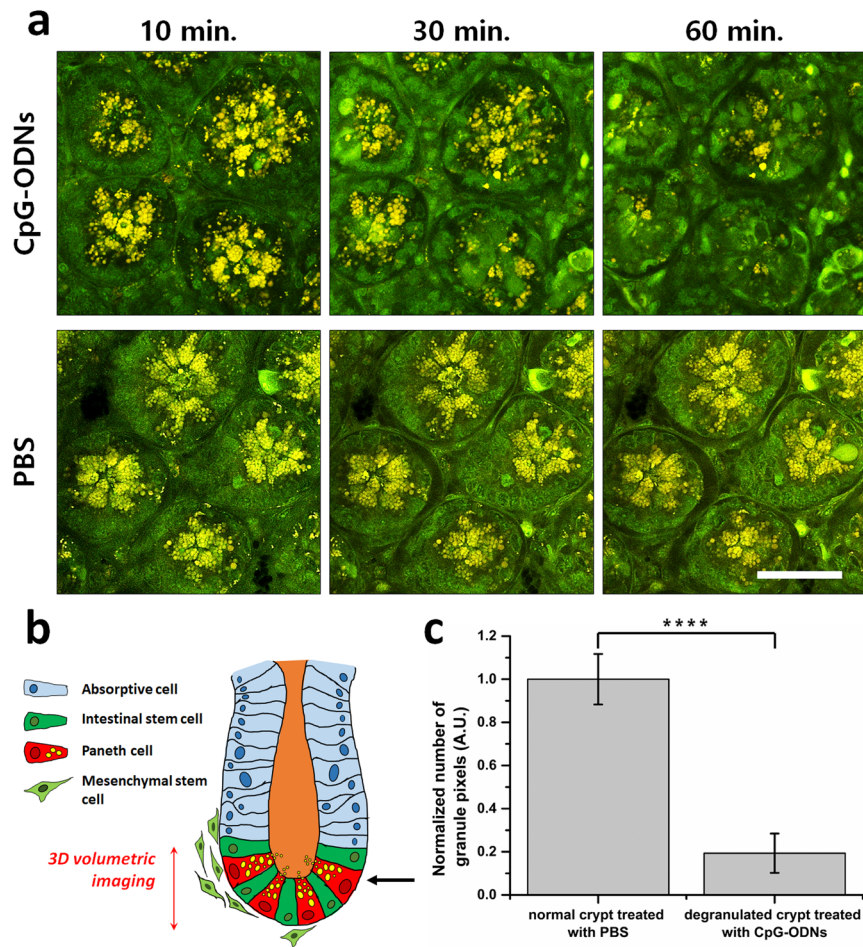 a
10 min.
30 min.
60 min.
CpG-ODNs
PBS
b
Absorptive cell
Intestinal stem cell
Paneth cell
Mesenchymal stem
cell
3D volumetric
imaging
c
****
Normalized number of
granule pixels (A.U.)
1.2
1.0
0.8
0.6
0.4
0.2
0.0
normal crypt treated
with PBS
degranulated crypt treated
with CpG-ODNs